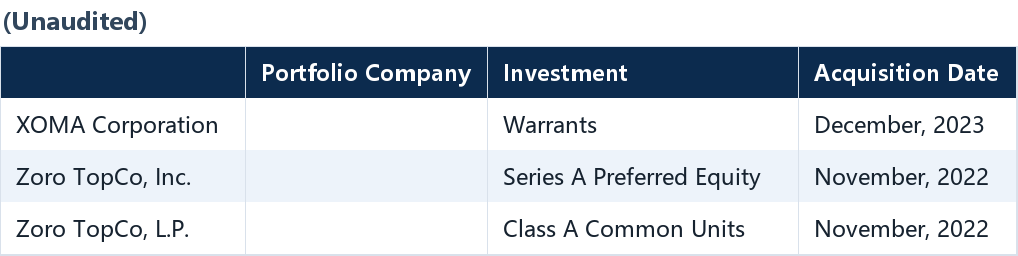 (Unaudited)
Portfolio Company Investment Acquisition Date
XOMA Corporation Warrants December, 2023
Zoro TopCo, Inc. Series A Preferred Equity November, 2022
Zoro TopCo, L.P. Class A Common Units November, 2022